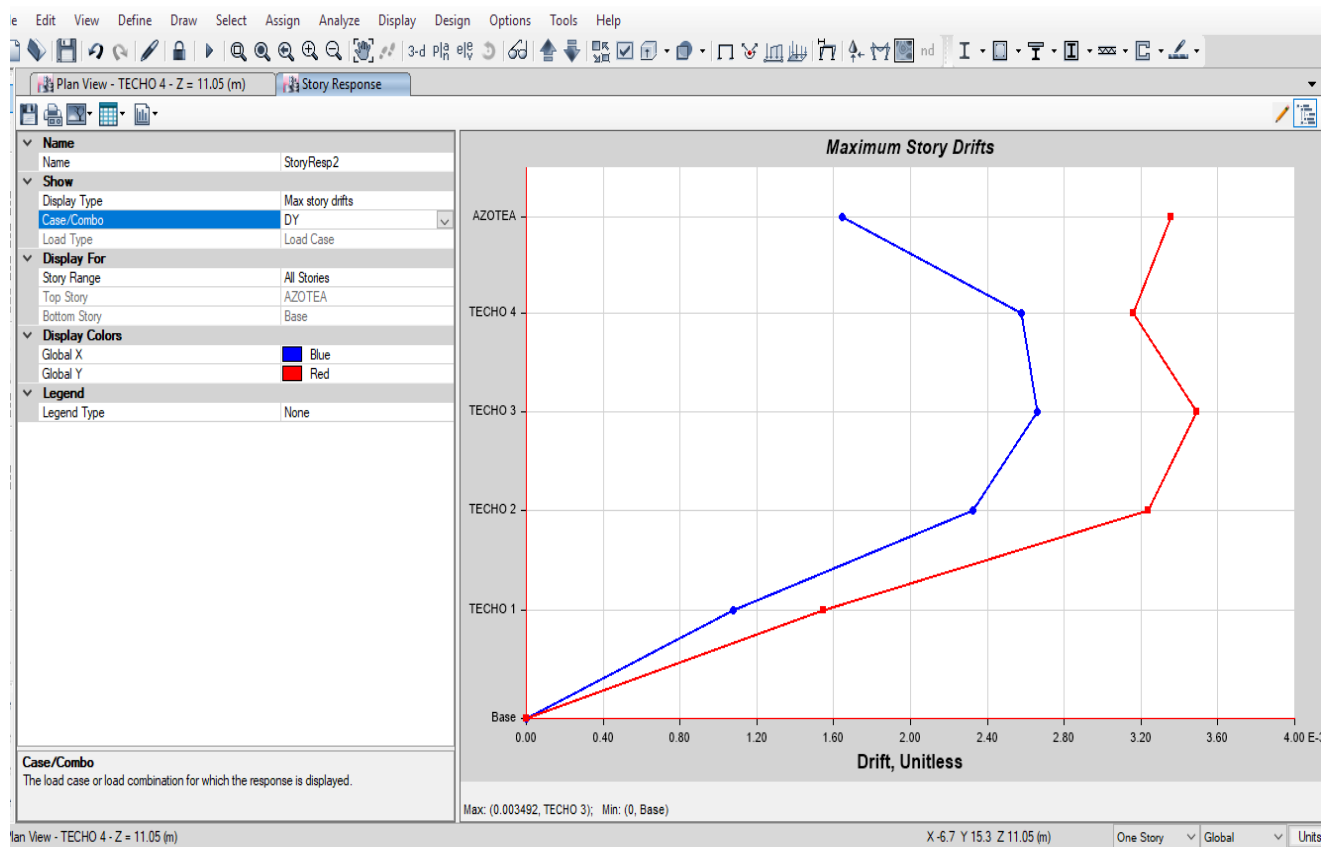 e Edit View Define Draw Select Assign Analyze Display Design Options Tools Help
3-d pla elev nd
Plan View - TECHO 4 - Z = 11.05 (m) Story Response
Name
Name StoryResp2
Show
Display Type Max story drifts
Case/Combo DY
Load Type Load Case
Display For
Story Range All Stories
Top Story AZOTEA
Bottom Story Base
Display Colors
Global X Blue
Global Y Red
Legend
Legend Type None
Case/Combo
The load case or load combination for which the response is displayed.
Maximum Story Drifts
AZOTEA
TECHO 4
TECHO 3
TECHO 2
TECHO 1
Base
0.00 0.40 0.80 1.20 1.60 2.00 2.40 2.80 3.20 3.60 4.00 E-3
Drift, Unitless
Max: (0.003492, TECHO 3); Min: (0, Base)
lan View - TECHO 4 - Z = 11.05 (m) X -6.7 Y 15.3 Z 11.05 (m) One Story Global Units